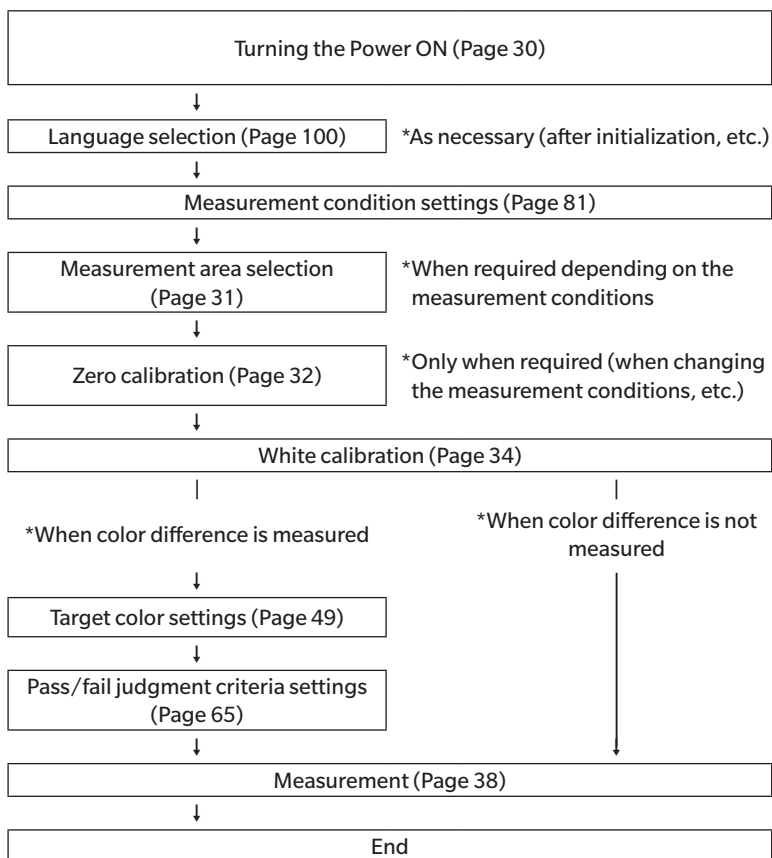 Turning the Power ON (Page 30)
Language selection (Page 100)
*As necessary (after initialization, etc.)
Measurement condition settings (Page 81)
Measurement area selection
(Page 31)
*When required depending on the
measurement conditions
Zero calibration (Page 32)
*Only when required (when changing
the measurement conditions, etc.)
White calibration (Page 34)
*When color difference is measured
*When color difference is not
measured
Target color settings (Page 49)
Pass/fail judgment criteria settings
(Page 65)
Measurement (Page 38)
End